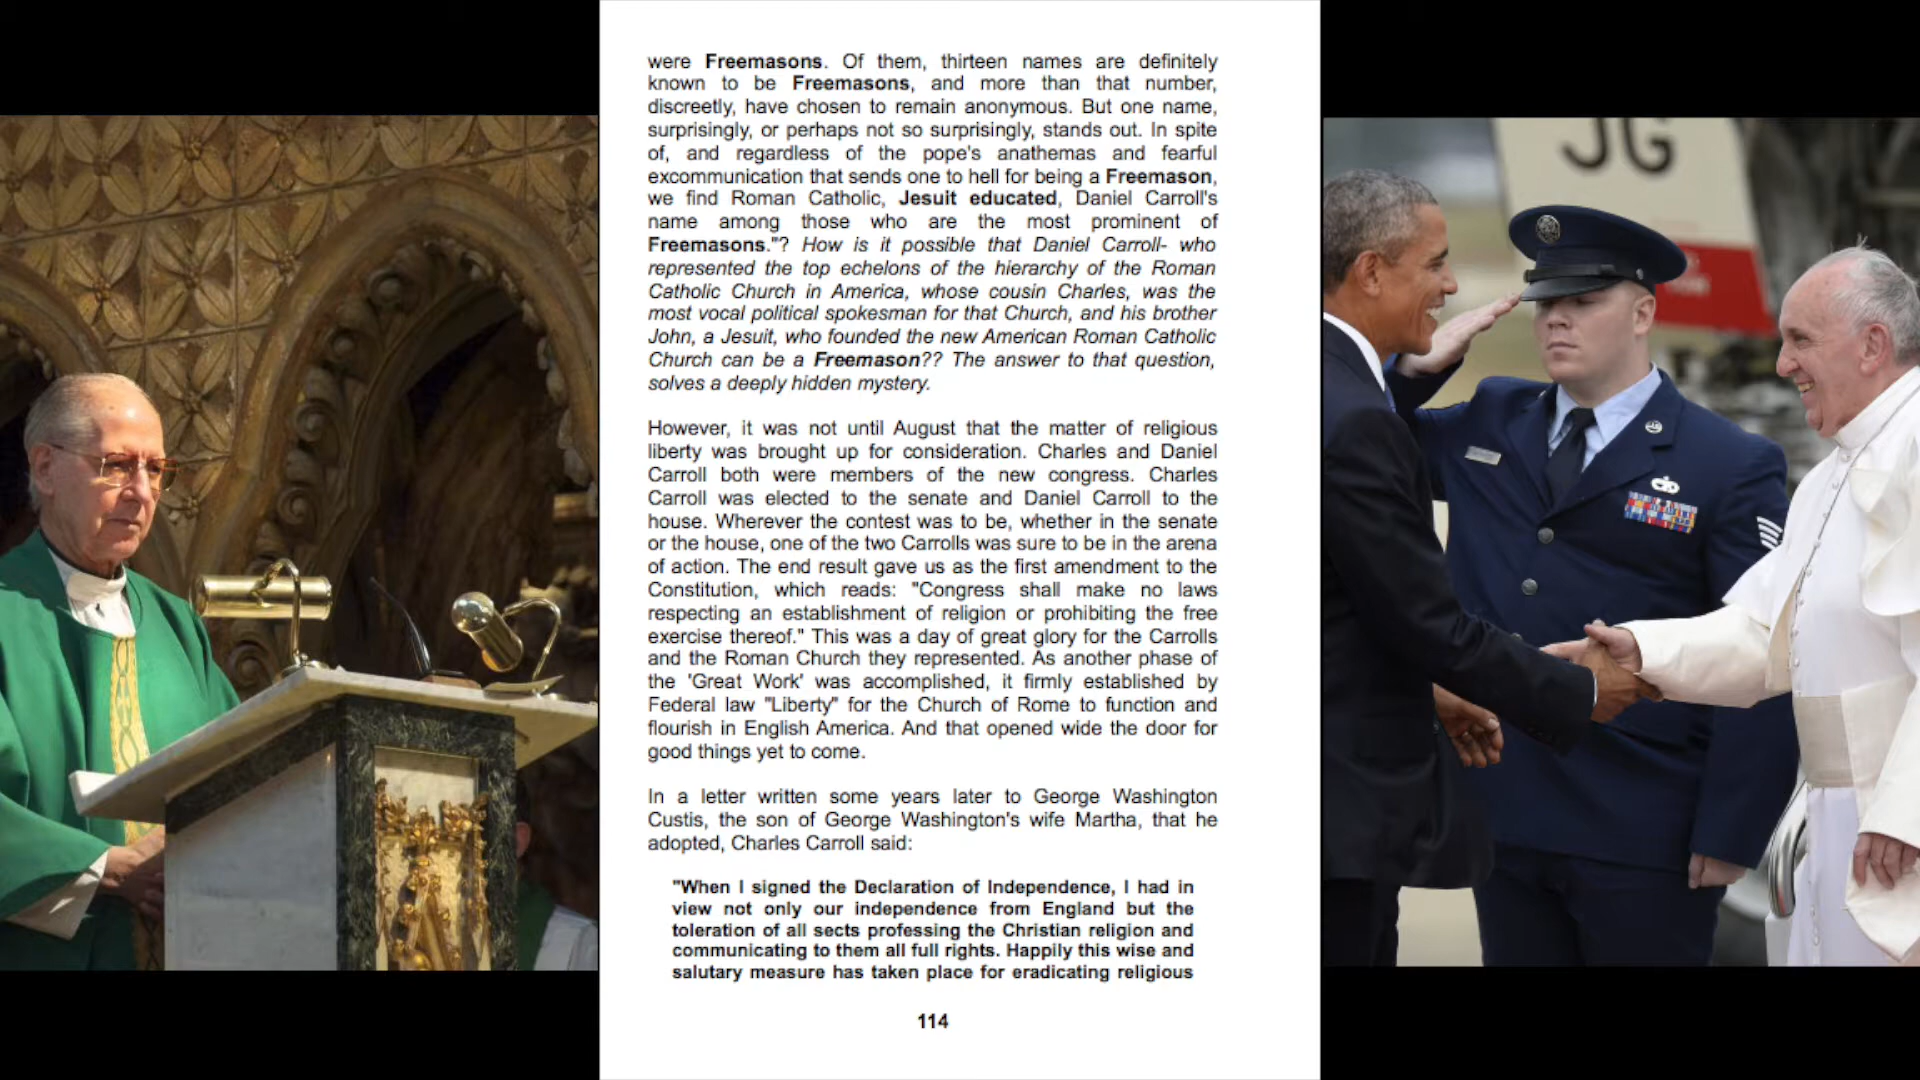 were Freemasons. Of them, thirteen names are definitely
known to be Freemasons, and more than that number,
discreetly, have chosen to remain anonymous. But one name,
surprisingly, or perhaps not so surprisingly, stands out. In spite
of, and regardless of the pope's anathemas and fearful
excommunication that sends one to hell for being a Freemason,
we find Roman Catholic, Jesuit educated, Daniel Carroll's
name among those who are the most prominent of
Freemasons."? How is it possible that Daniel Carroll- who
represented the top echelons of the hierarchy of the Roman
Catholic Church in America, whose cousin Charles, was the
most vocal political spokesman for that Church, and his brother
John, a Jesuit, who founded the new American Roman Catholic
Church can be a Freemason?? The answer to that question,
solves a deeply hidden mystery.
However, it was not until August that the matter of religious
liberty was brought up for consideration. Charles and Daniel
Carroll both were members of the new congress. Charles
Carroll was elected to the senate and Daniel Carroll to the
house. Wherever the contest was to be, whether in the senate
or the house, one of the two Carrolls was sure to be in the arena
of action. The end result gave us as the first amendment to the
Constitution, which reads: "Congress shall make no laws
respecting an establishment of religion or prohibiting the free
exercise thereof." This was a day of great glory for the Carrolls
and the Roman Church they represented. As another phase of
the 'Great Work' was accomplished, it firmly established by
Federal law "Liberty" for the Church of Rome to function and
flourish in English America. And that opened wide the door for
good things yet to come.
In a letter written some years later to George Washington
Custis, the son of George Washington's wife Martha, that he
adopted, Charles Carroll said:
"When I signed the Declaration of Independence, I had in
view not only our independence from England but the
toleration of all sects professing the Christian religion and
communicating to them all full rights. Happily this wise and
salutary measure has taken place for eradicating religious
114
JG